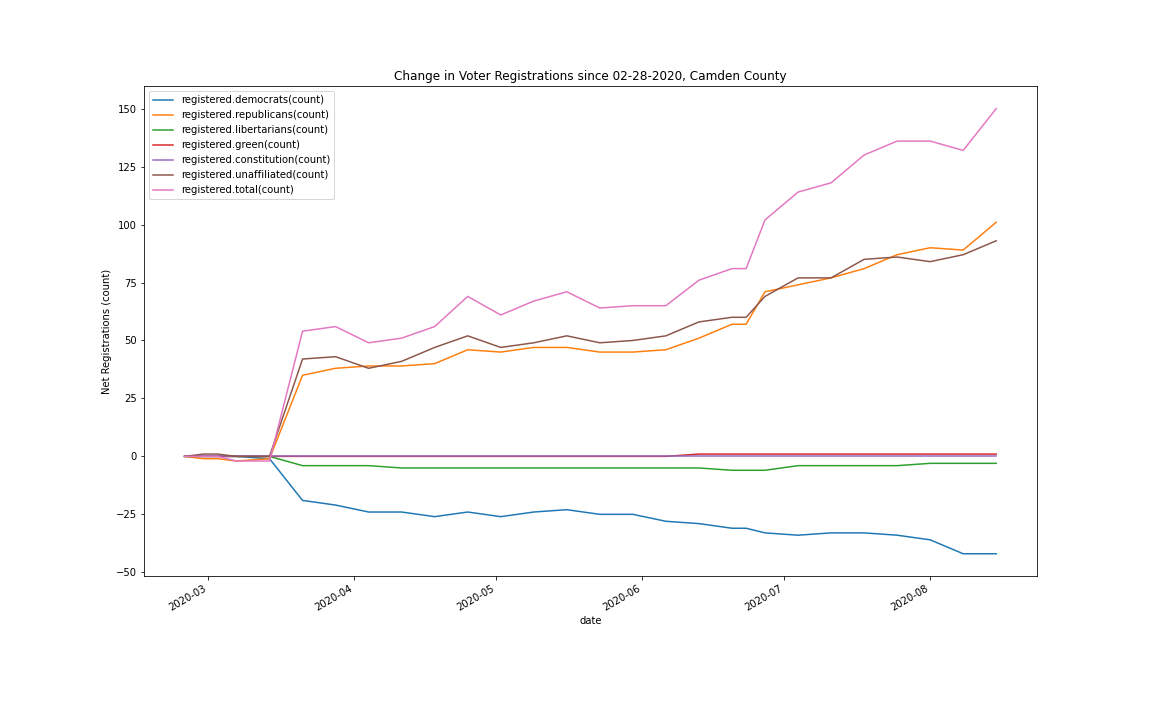 Change in Voter Registrations since 02-28-2020, Camden County
registered.democrats(count)
registered.republicans(count)
registered.libertarians(count)
registered.green(count)
registered.constitution(count)
registered.unaffiliated(count)
registered.total(count)
Net Registrations (count)
150
125
100
75
50
25
0
−25
−50
2020-03
2020-04
2020-05
2020-06
2020-07
2020-08
date